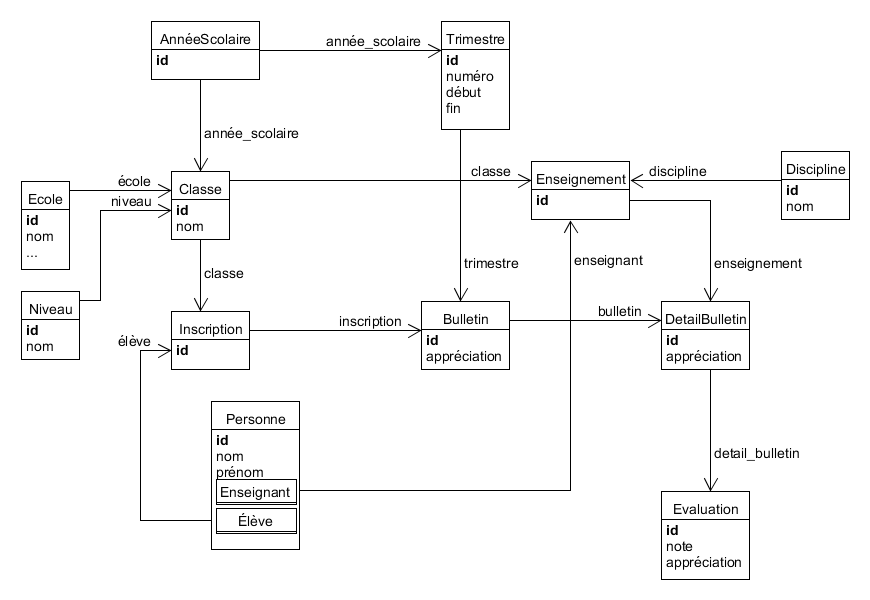 AnnéeScolaire
id
année_scolaire
Trimestre
id
numéro
début
fin
année_scolaire
école
niveau
Ecole
id
nom
...
Classe
id
nom
classe
Enseignement
id
discipline
Discipline
id
nom
classe
trimestre
enseignant
enseignement
Niveau
id
nom
élève
Inscription
id
inscription
Bulletin
id
appréciation
bulletin
DetailBulletin
id
appréciation
Personne
id
nom
prénom
Enseignant
Élève
detail_bulletin
Evaluation
id
note
appréciation